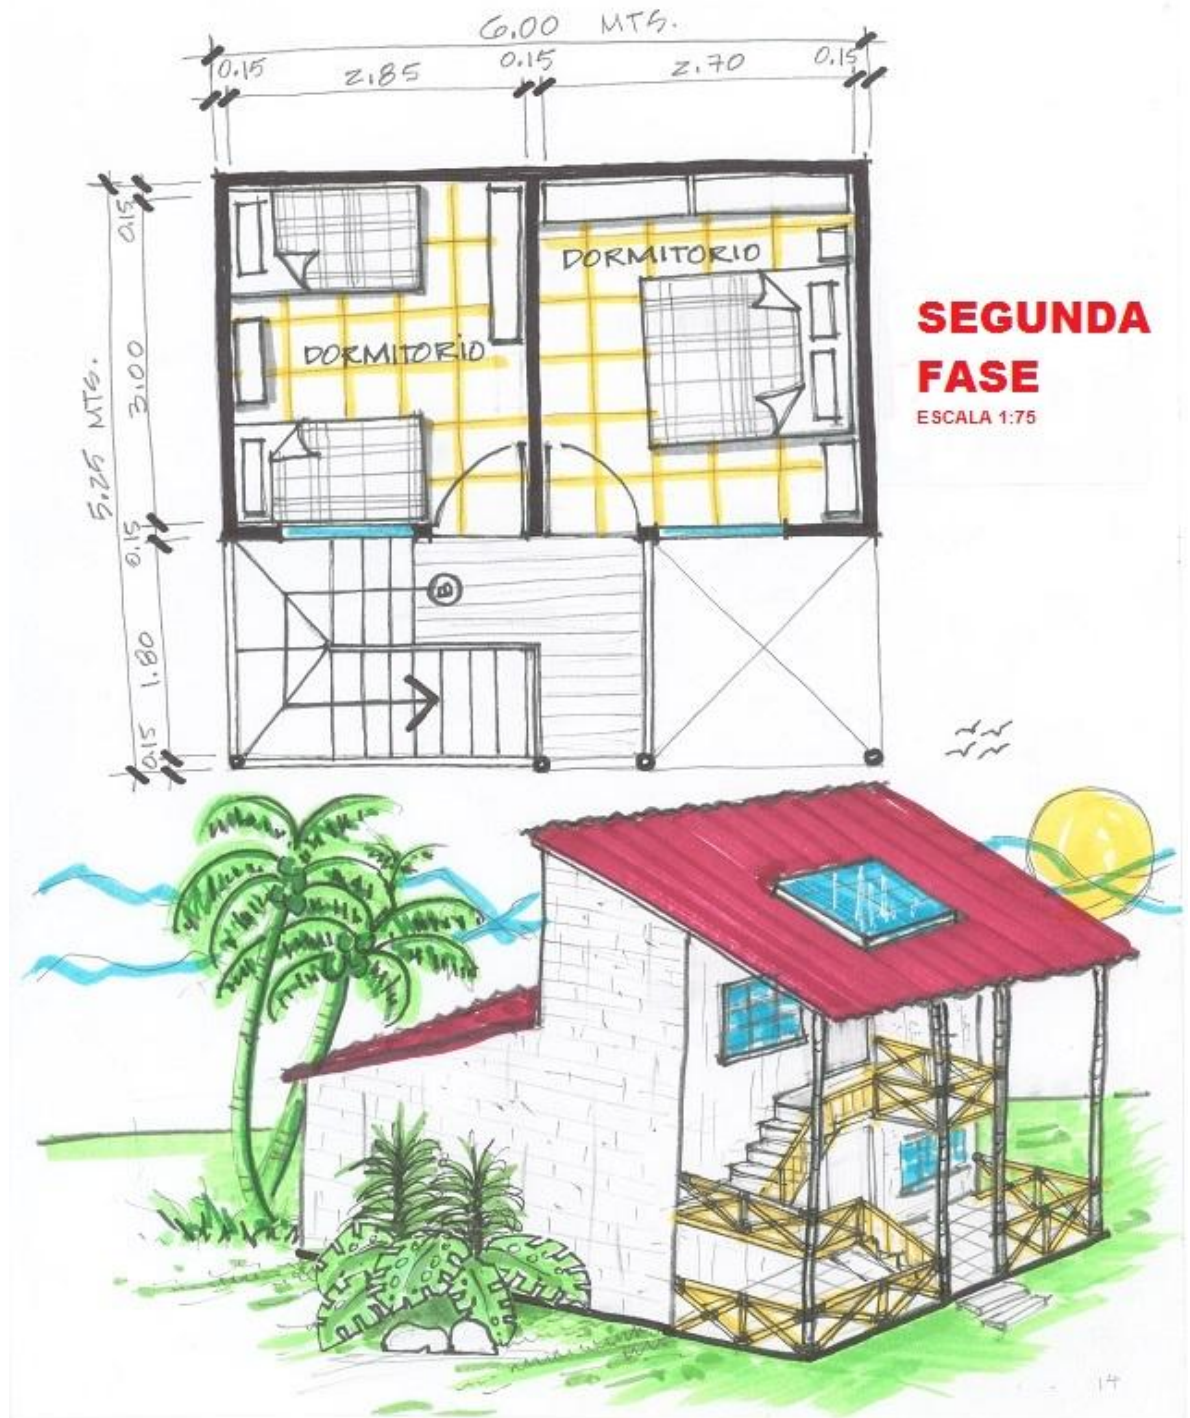 6.00 MTS.
0.15 2.85 0.15 2.70 0.15
0.15
3.00
5.25 MTS.
0.15
1.80
0.15
DORMITORIO
DORMITORIO
B
SEGUNDA
FASE
ESCALA 1:75
14